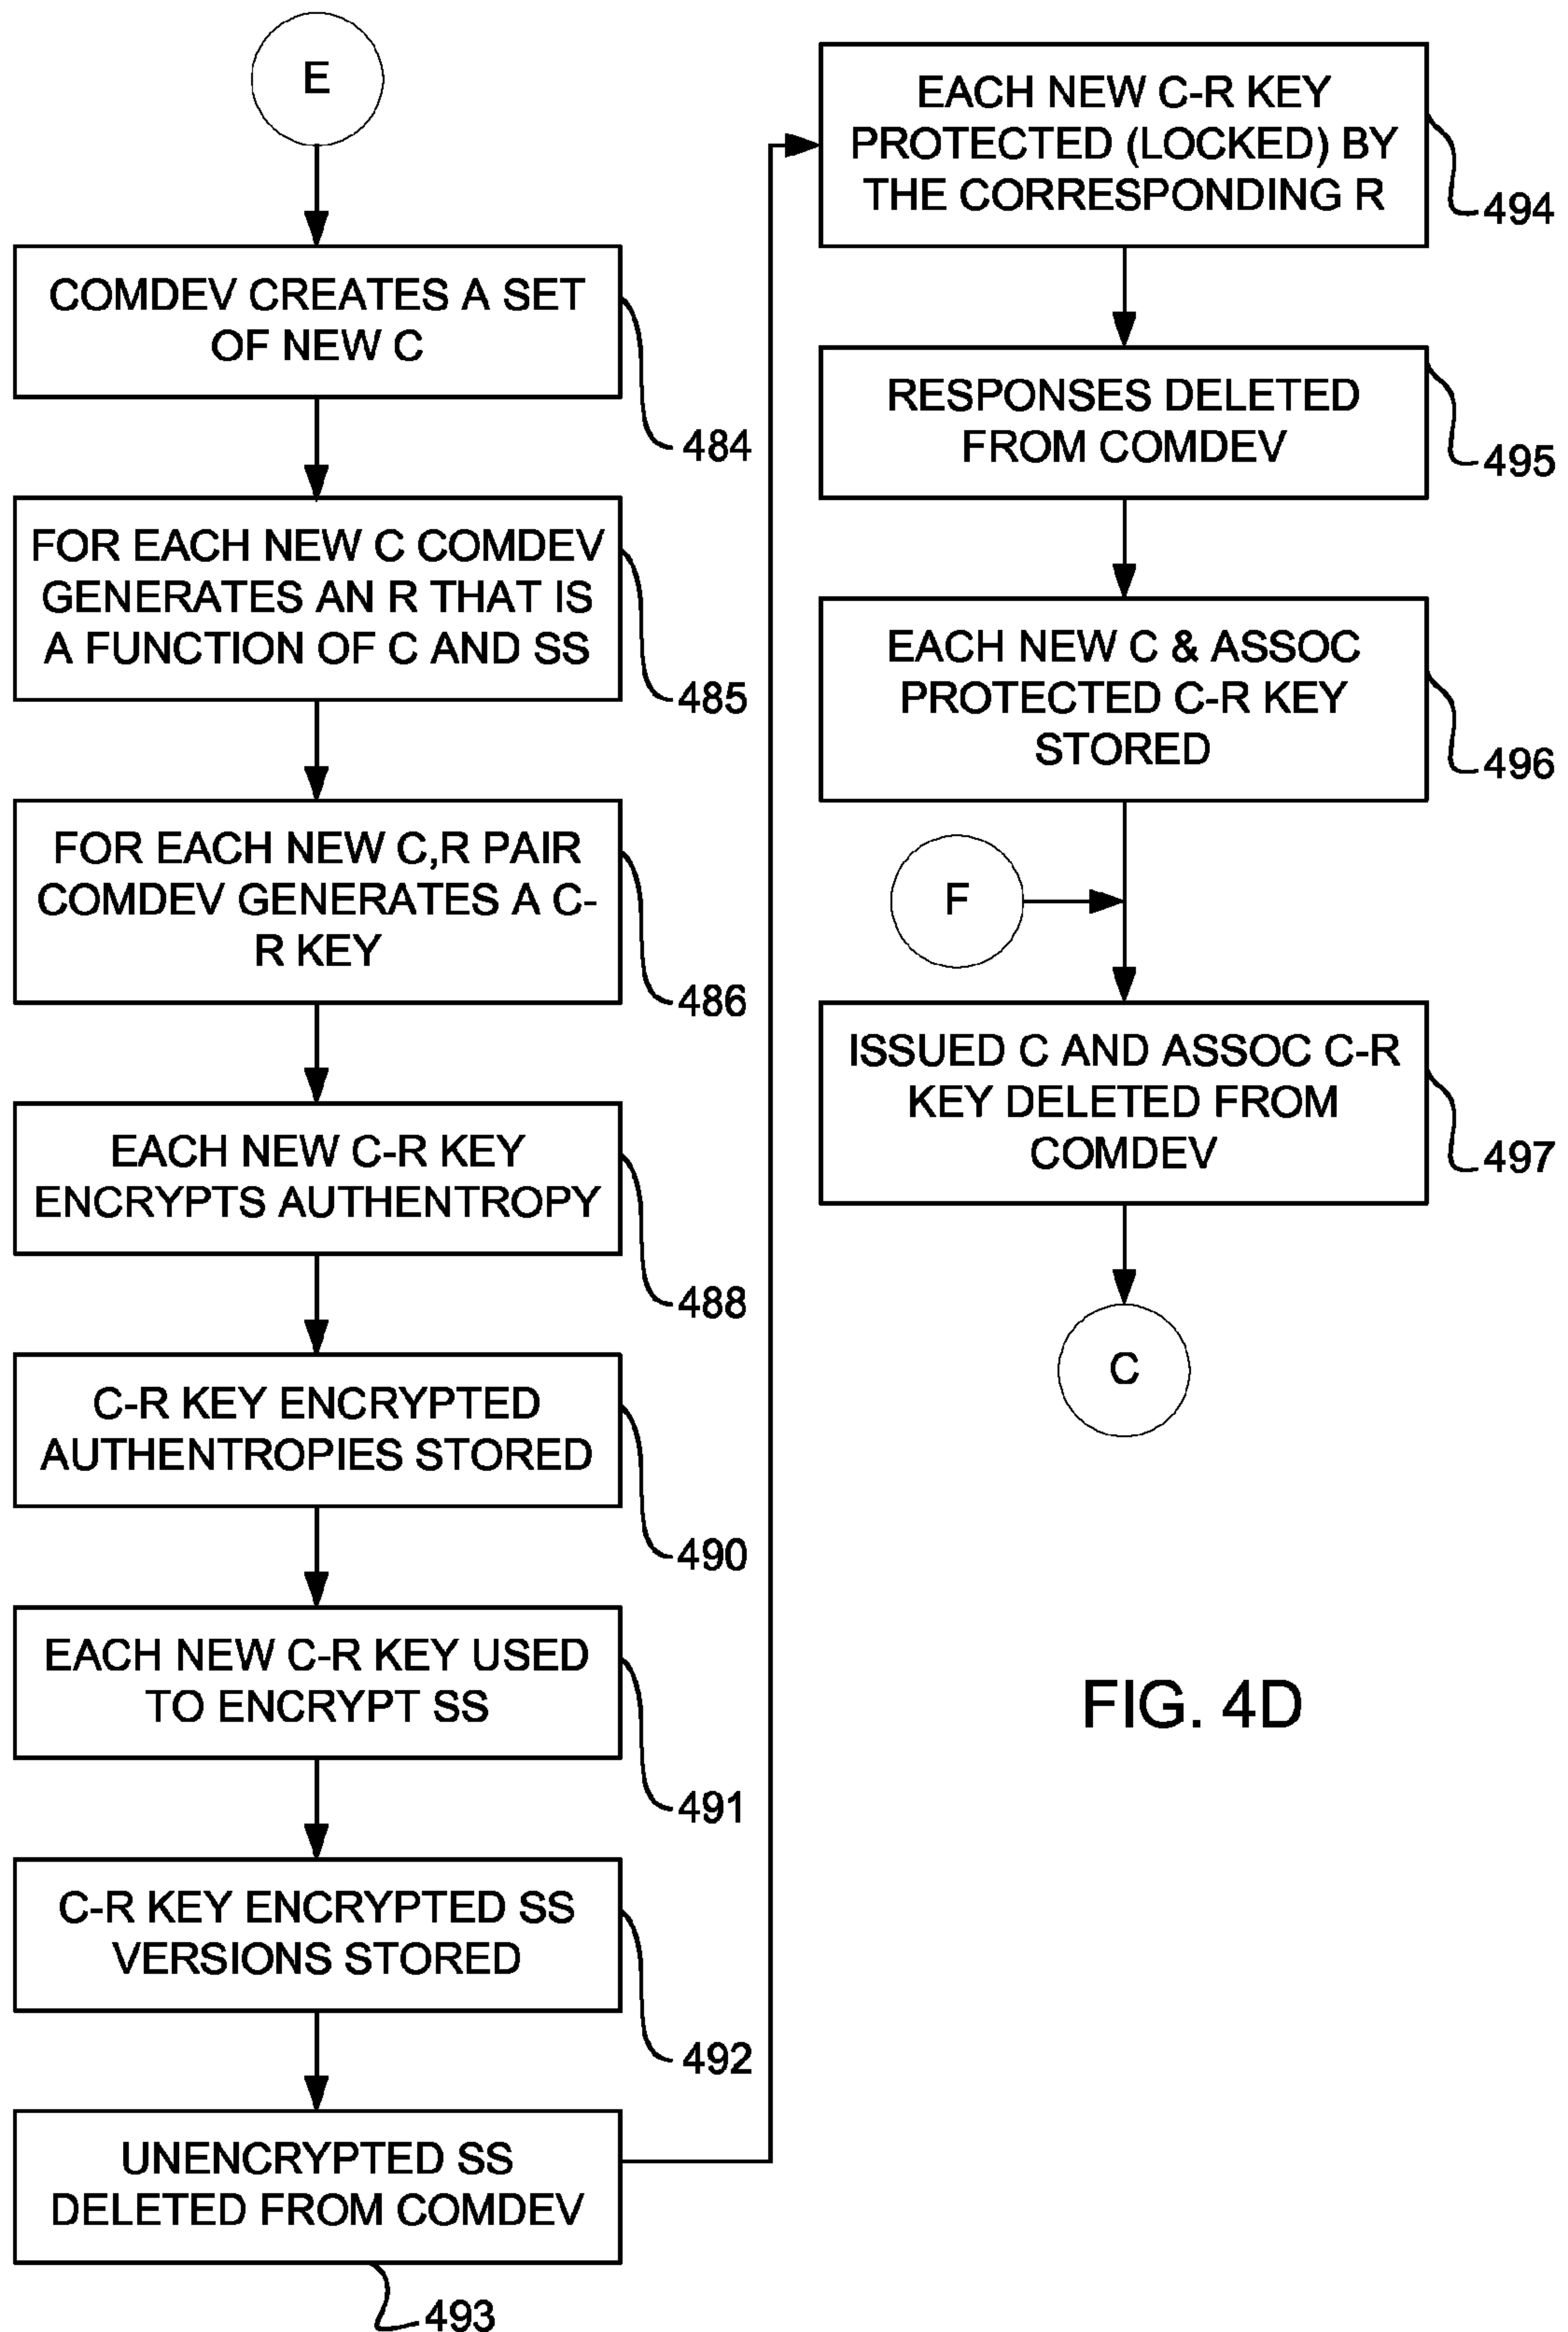 E
COMDEV CREATES A SET
OF NEW C
484
FOR EACH NEW C COMDEV
GENERATES AN R THAT IS
A FUNCTION OF C AND SS
485
FOR EACH NEW C,R PAIR
COMDEV GENERATES A C-
R KEY
486
EACH NEW C-R KEY
ENCRYPTS AUTHENTROPY
488
C-R KEY ENCRYPTED
AUTHENTROPIES STORED
490
EACH NEW C-R KEY USED
TO ENCRYPT SS
491
C-R KEY ENCRYPTED SS
VERSIONS STORED
492
UNENCRYPTED SS
DELETED FROM COMDEV
493
EACH NEW C-R KEY
PROTECTED (LOCKED) BY
THE CORRESPONDING R
494
RESPONSES DELETED
FROM COMDEV
495
EACH NEW C & ASSOC
PROTECTED C-R KEY
STORED
496
F
ISSUED C AND ASSOC C-R
KEY DELETED FROM
COMDEV
497
C
FIG. 4D